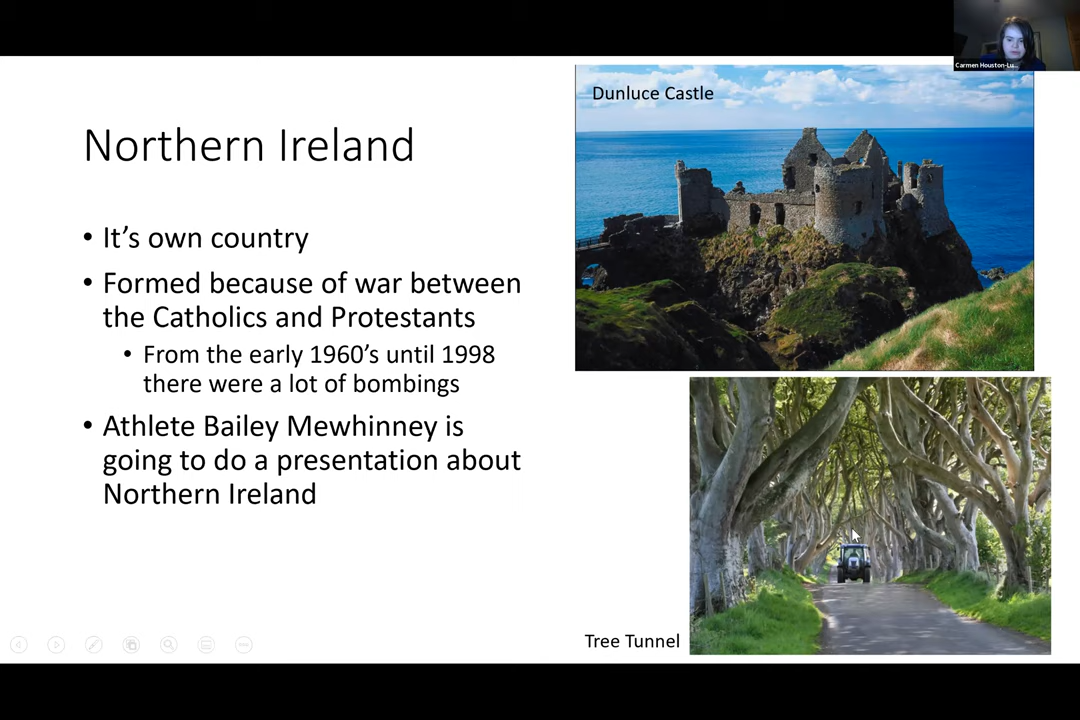 Carmen Houston-Lu...
Dunluce Castle
Northern Ireland
• It's own country
• Formed because of war between
the Catholics and Protestants
• From the early 1960's until 1998
there were a lot of bombings
• Athlete Bailey Mewhinney is
going to do a presentation about
Northern Ireland
Tree Tunnel